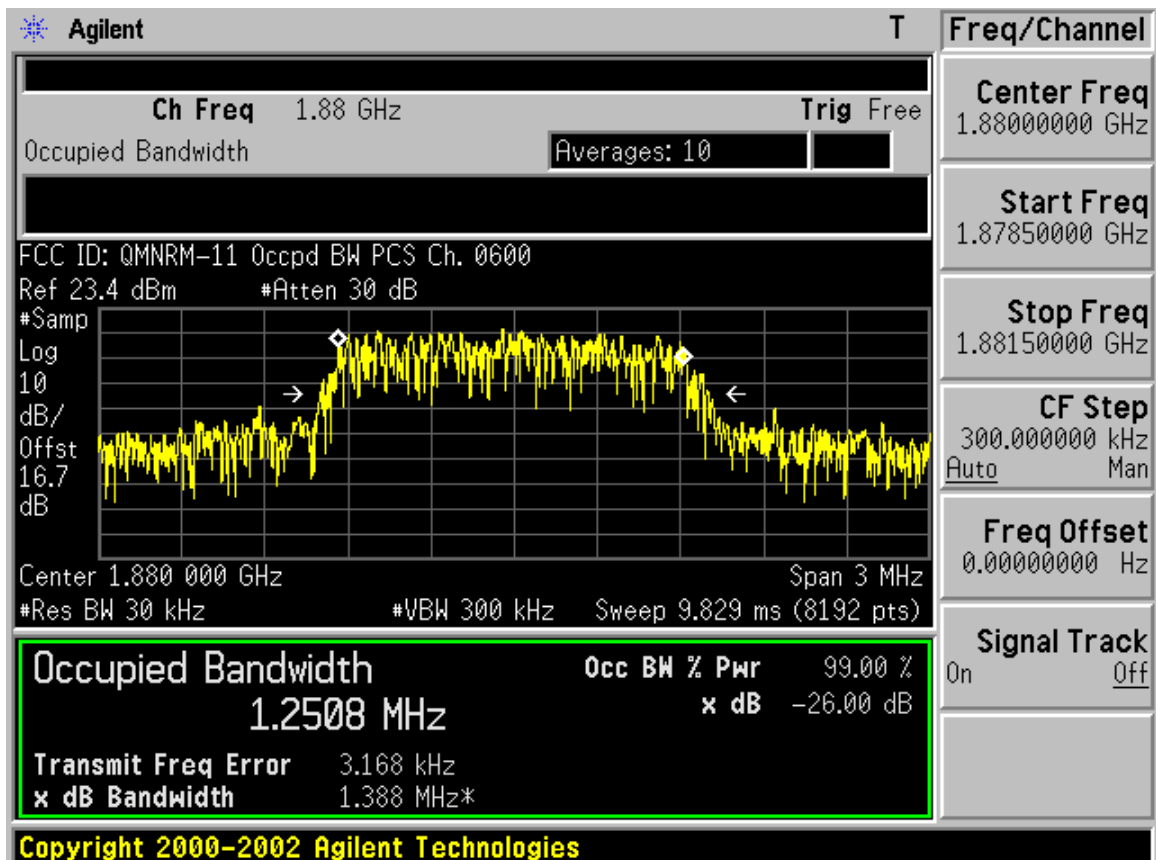 Agilent T
Ch Freq 1.88 GHz Trig Free
Occupied Bandwidth Averages: 10
FCC ID: QMNRM-11 Occpd BW PCS Ch. 0600
Ref 23.4 dBm #Atten 30 dB
#Samp
Log
10
dB/
Offst
16.7
dB
Center 1.880 000 GHz Span 3 MHz
#Res BW 30 kHz #VBW 300 kHz Sweep 9.829 ms (8192 pts)
Occupied Bandwidth Occ BW % Pwr 99.00 %
1.2508 MHz x dB -26.00 dB
Transmit Freq Error 3.168 kHz
x dB Bandwidth 1.388 MHz*
Copyright 2000-2002 Agilent Technologies
Freq/Channel
Center Freq
1.88000000 GHz
Start Freq
1.87850000 GHz
Stop Freq
1.88150000 GHz
CF Step
300.000000 kHz
Auto Man
Freq Offset
0.00000000 Hz
Signal Track
On Off